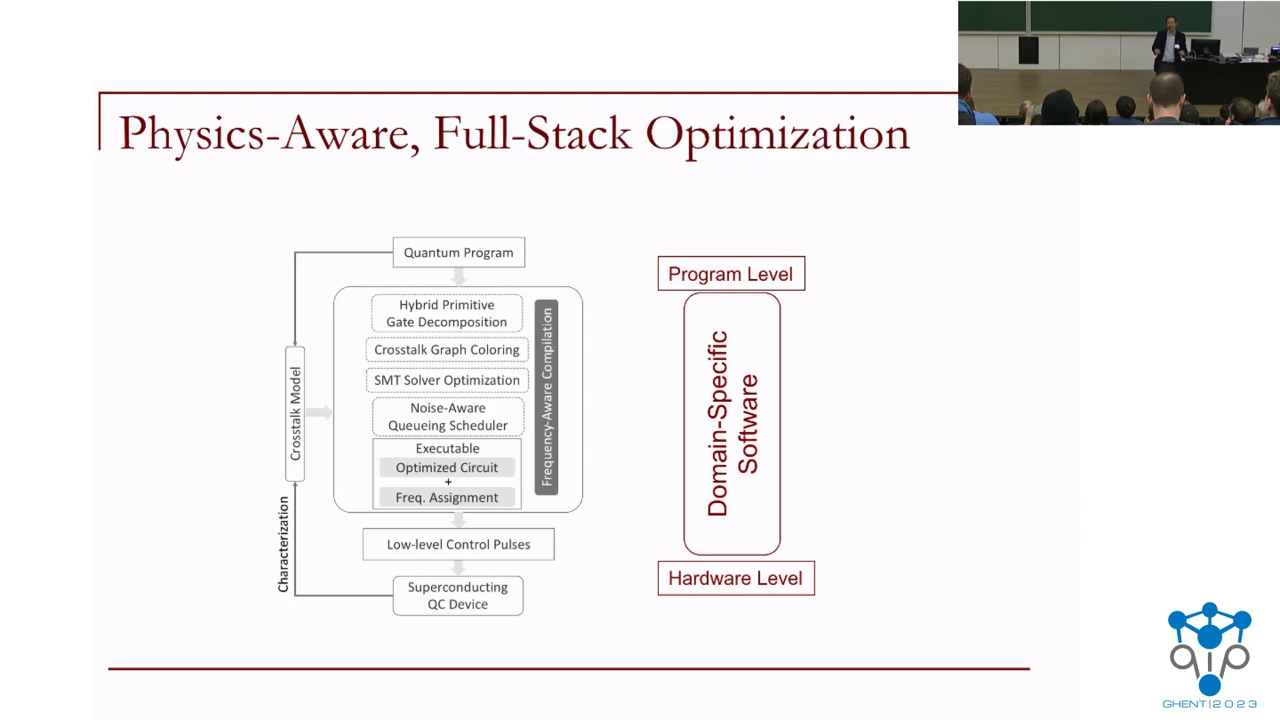 Physics-Aware, Full-Stack Optimization
Quantum Program
Hybrid Primitive
Gate Decomposition
Crosstalk Graph Coloring
SMT Solver Optimization
Noise-Aware
Queueing Scheduler
Executable
Optimized Circuit
+
Freq. Assignment
Frequency-Aware Compilation
Crosstalk Model
Characterization
Low-level Control Pulses
Superconducting
QC Device
Program Level
Domain-Specific
Software
Hardware Level
qip
GHENT|2023